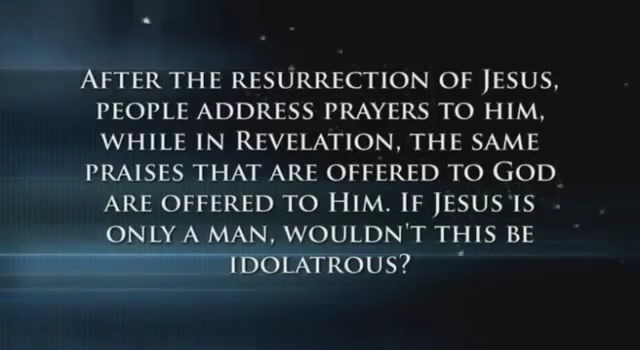 After the resurrection of Jesus,
people address prayers to him,
while in Revelation, the same
praises that are offered to God
are offered to Him. If Jesus is
only a man, wouldn't this be
idolatrous?